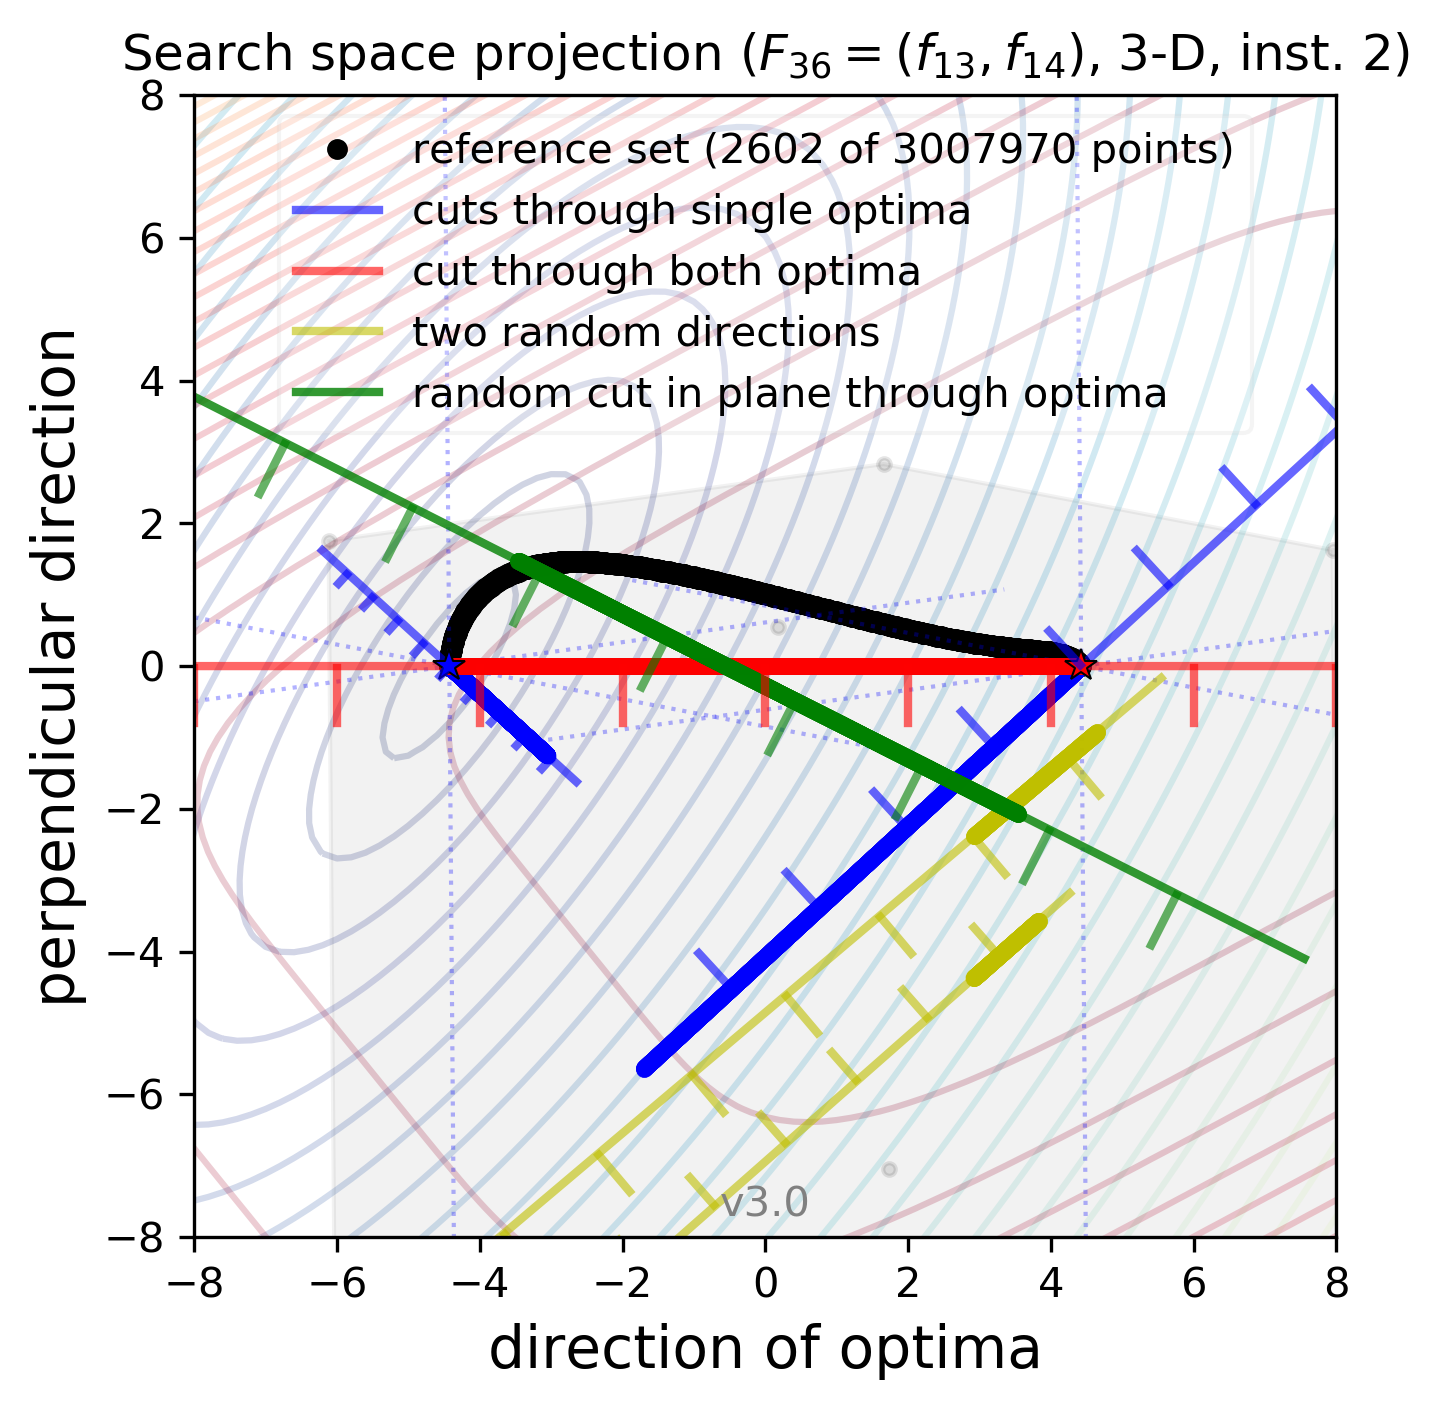 Search space projection (F₃₆ = (f₁₃, f₁₄), 3-D, inst. 2)
reference set (2602 of 3007970 points)
cuts through single optima
cut through both optima
two random directions
random cut in plane through optima
8
6
4
2
0
−2
−4
−6
−8
perpendicular direction
v3.0
−8 −6 −4 −2 0 2 4 6 8
direction of optima